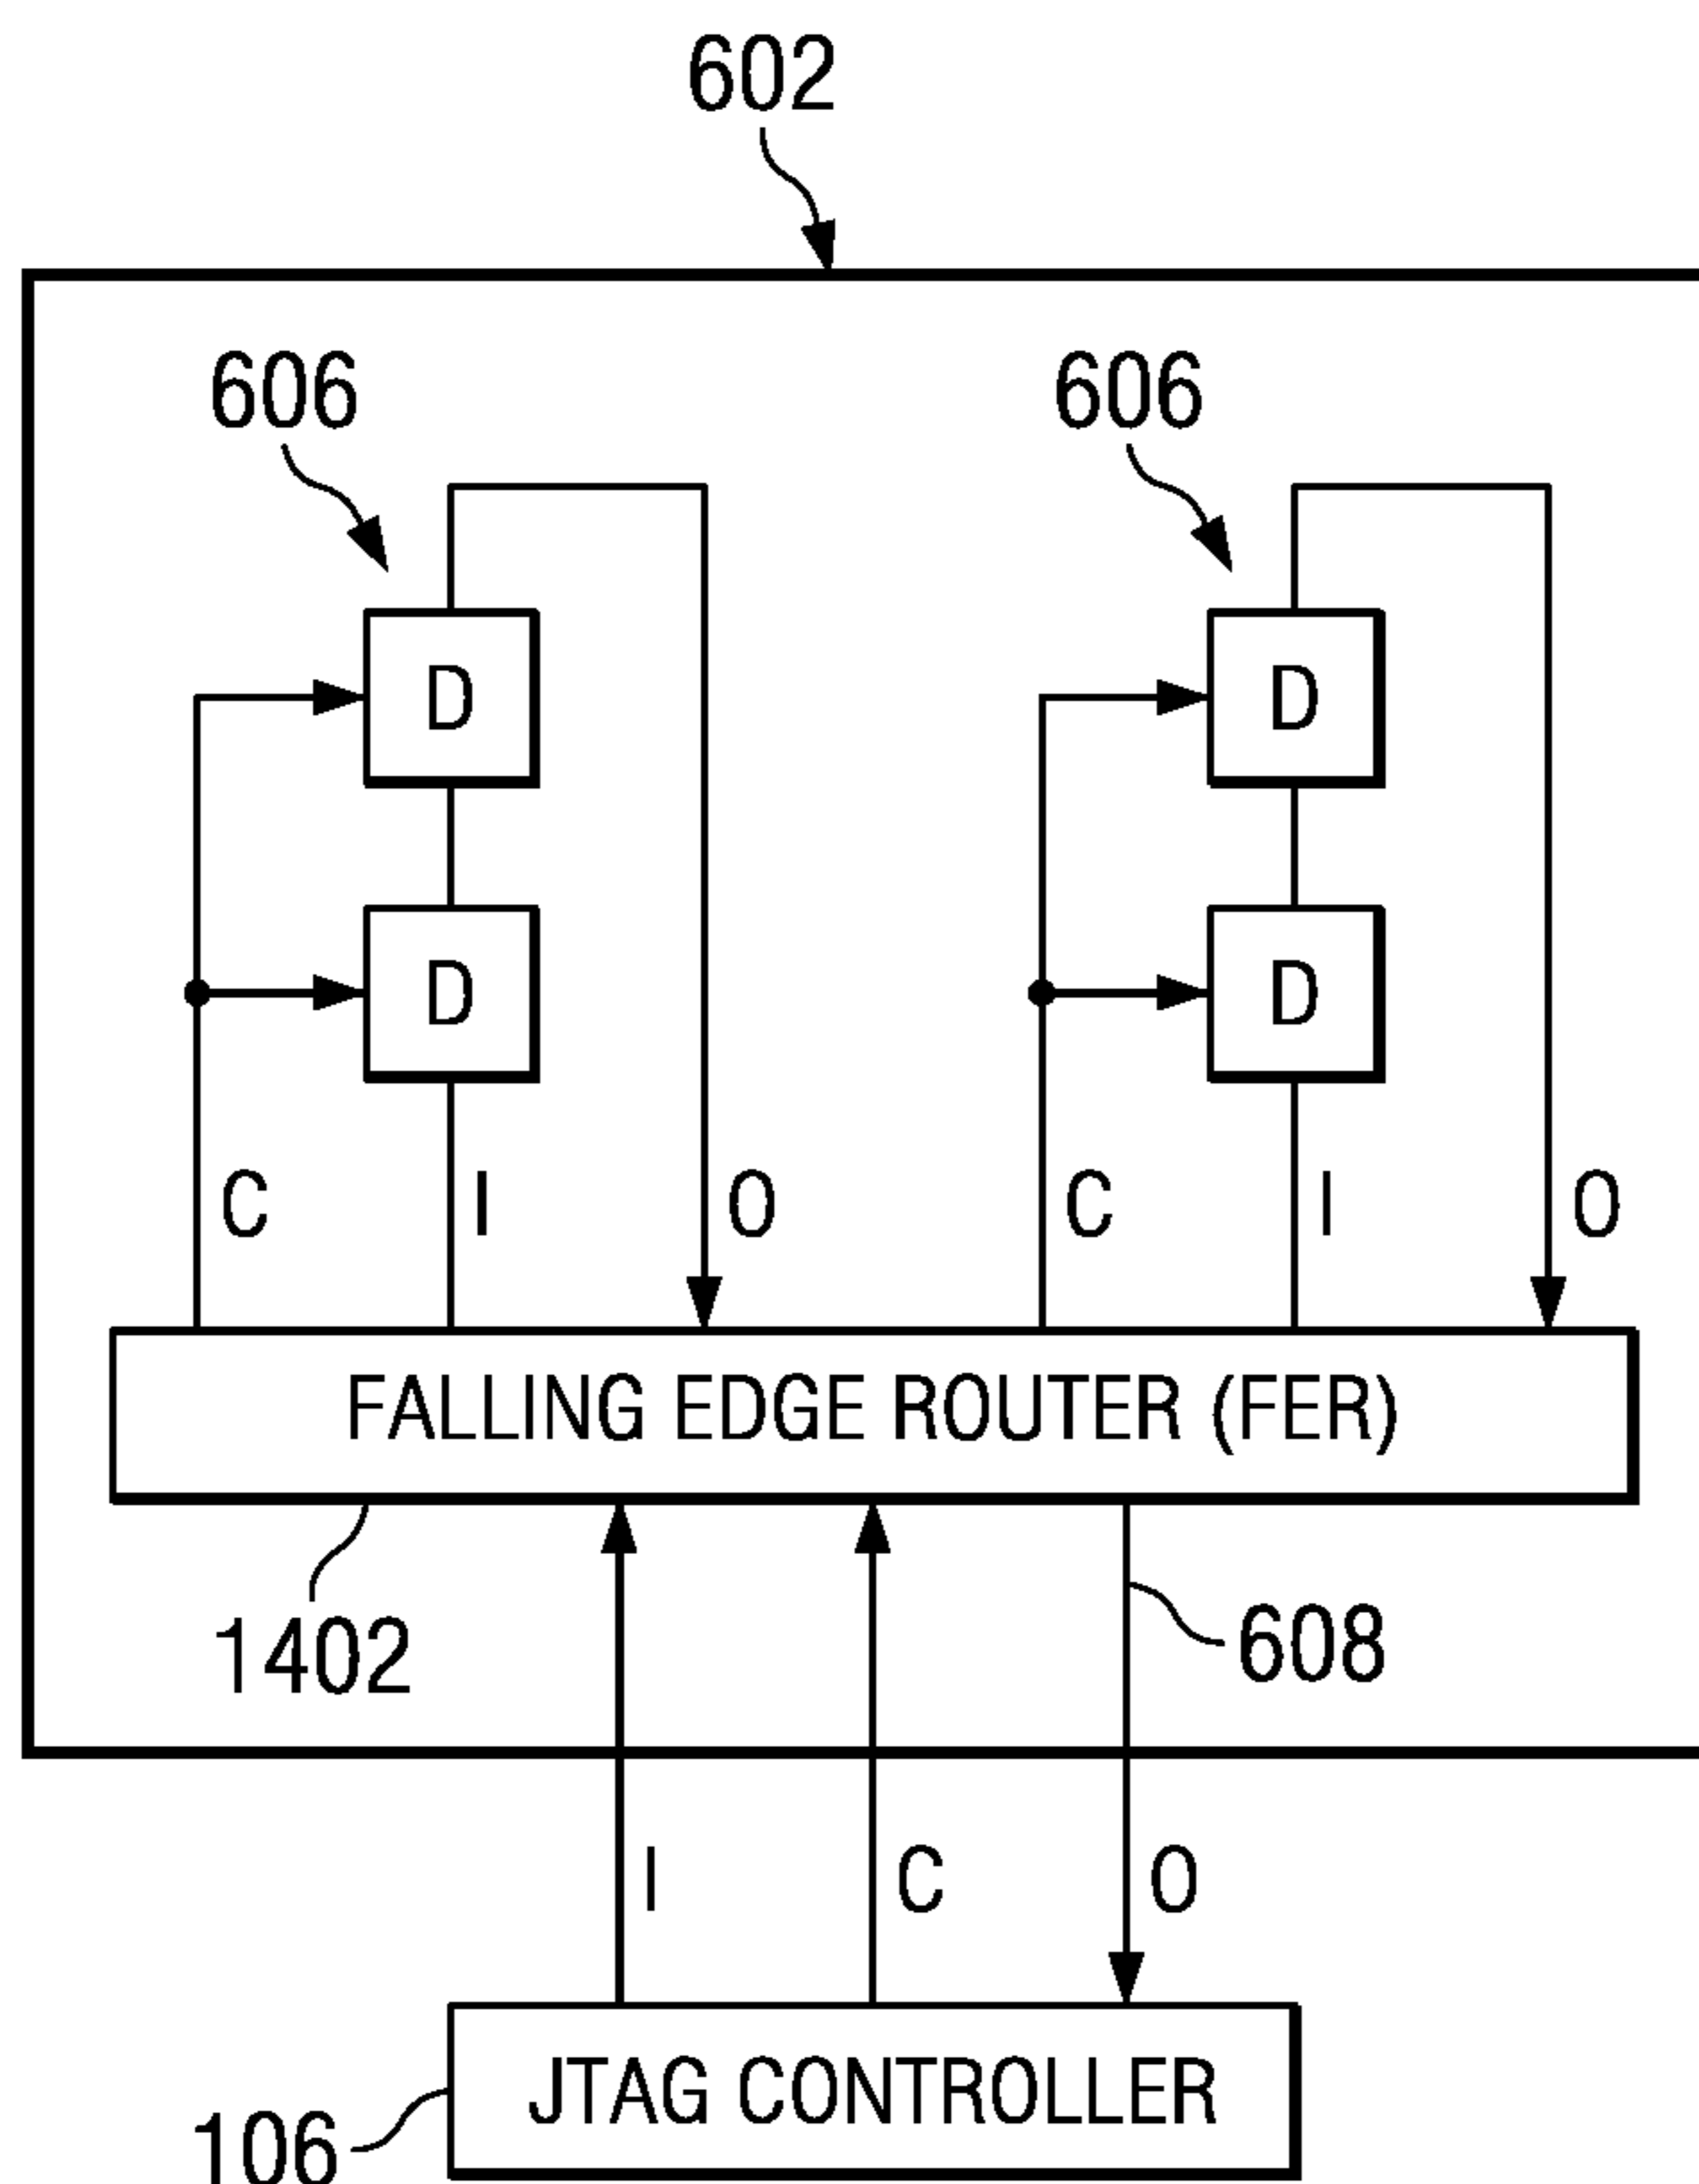 602
606 606
D D
D D
C I O C I O
FALLING EDGE ROUTER (FER)
1402 608
I C O
JTAG CONTROLLER
106